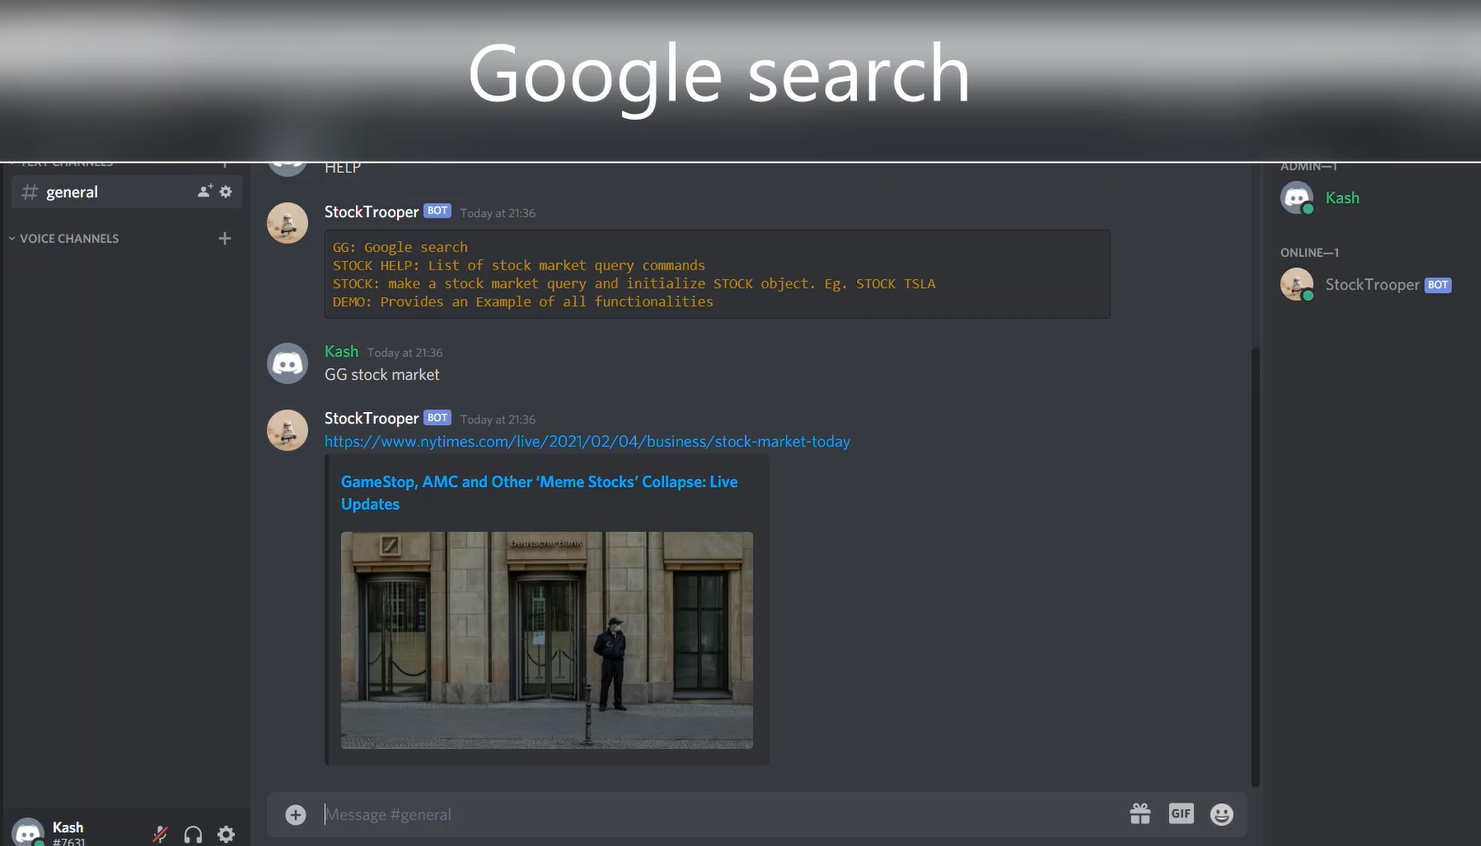 Google search
TEXT CHANNELS
general
VOICE CHANNELS
HELP
StockTrooper BOT Today at 21:36
GG: Google search
STOCK HELP: List of stock market query commands
STOCK: make a stock market query and initialize STOCK object. Eg. STOCK TSLA
DEMO: Provides an Example of all functionalities
Kash Today at 21:36
GG stock market
StockTrooper BOT Today at 21:36
https://www.nytimes.com/live/2021/02/04/business/stock-market-today
GameStop, AMC and Other ‘Meme Stocks’ Collapse: Live
Updates
Deutsche Bank
Message #general
GIF
Kash
#7631
ADMIN—1
Kash
ONLINE—1
StockTrooper BOT